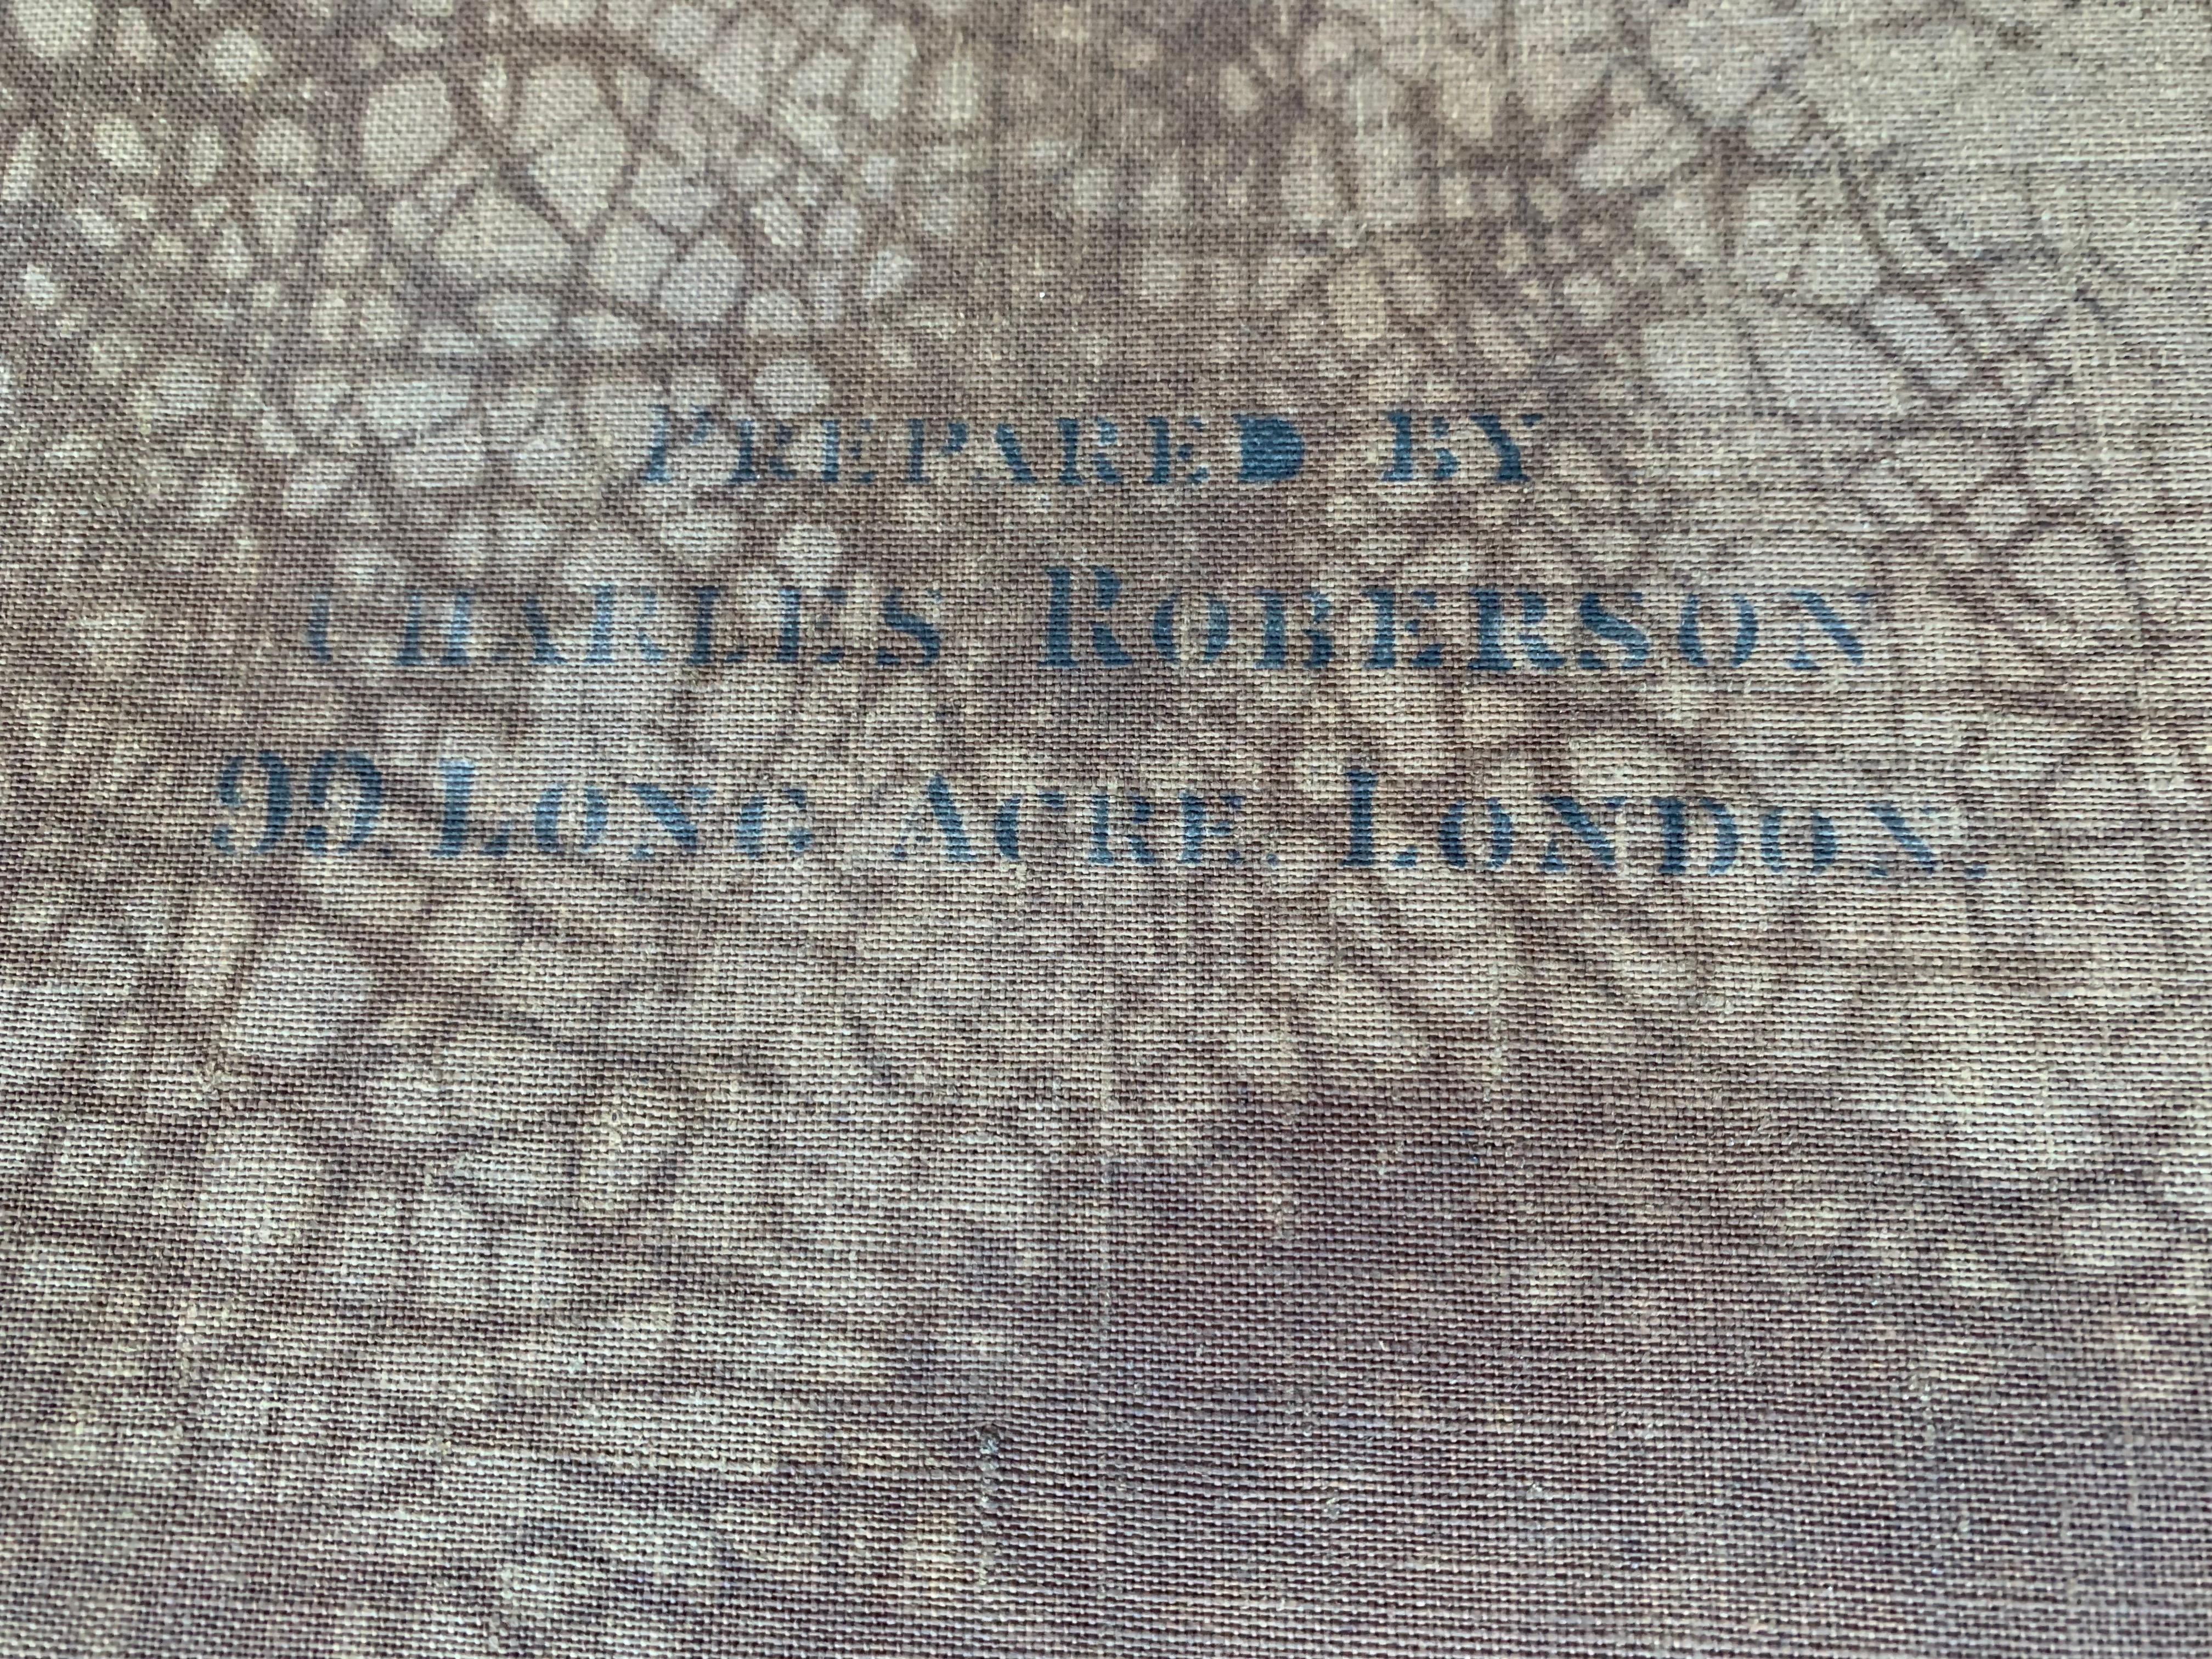 PREPARED BY
CHARLES ROBERSON
99. LONG ACRE. LONDON.